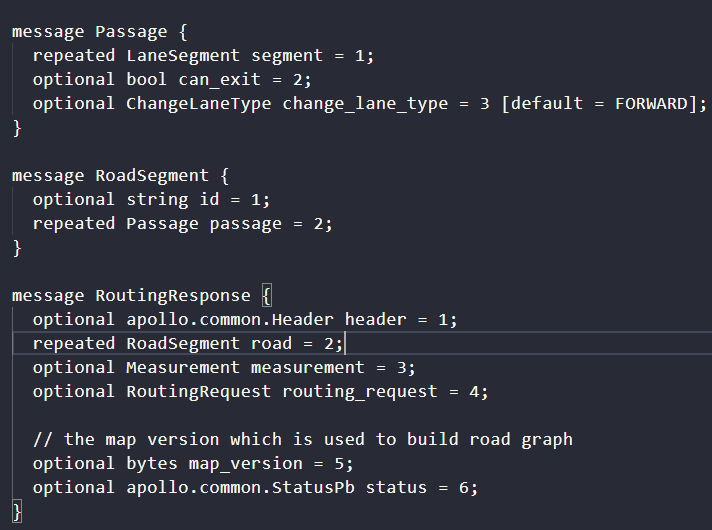 message Passage {
  repeated LaneSegment segment = 1;
  optional bool can_exit = 2;
  optional ChangeLaneType change_lane_type = 3 [default = FORWARD];
}
message RoadSegment {
  optional string id = 1;
  repeated Passage passage = 2;
}
message RoutingResponse {
  optional apollo.common.Header header = 1;
  repeated RoadSegment road = 2;
  optional Measurement measurement = 3;
  optional RoutingRequest routing_request = 4;
  // the map version which is used to build road graph
  optional bytes map_version = 5;
  optional apollo.common.StatusPb status = 6;
}